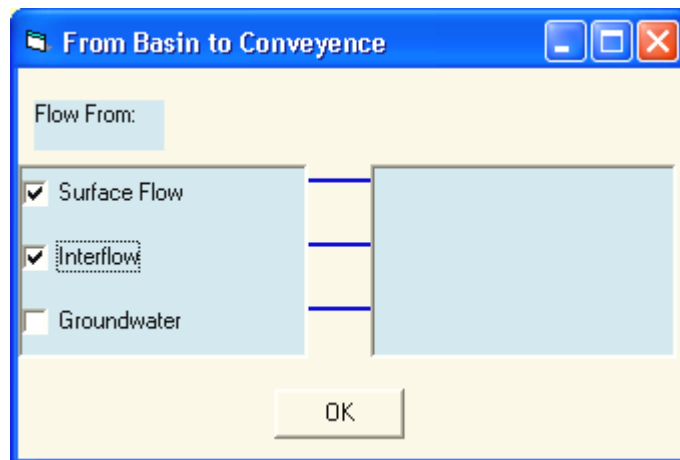 From Basin to Conveyence
Flow From:
Surface Flow
Interflow
Groundwater
OK